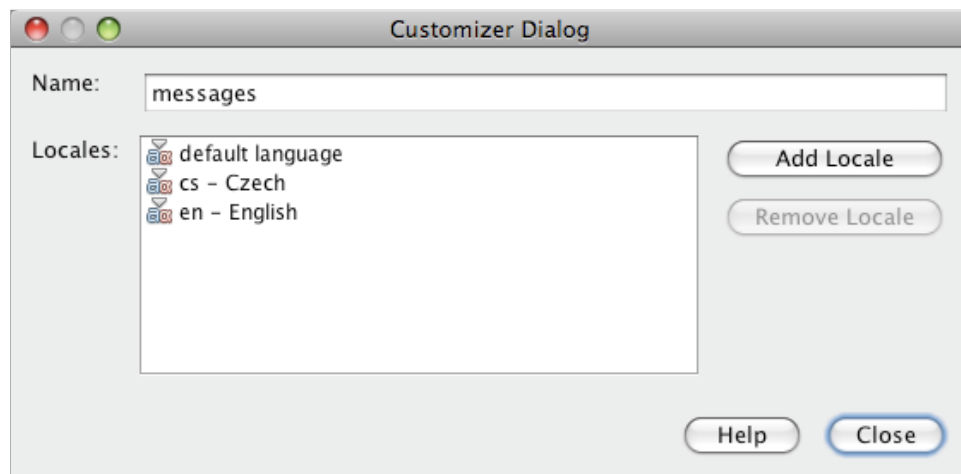 Customizer Dialog
Name:
messages
Locales:
default language
cs – Czech
en – English
Add Locale
Remove Locale
Help
Close